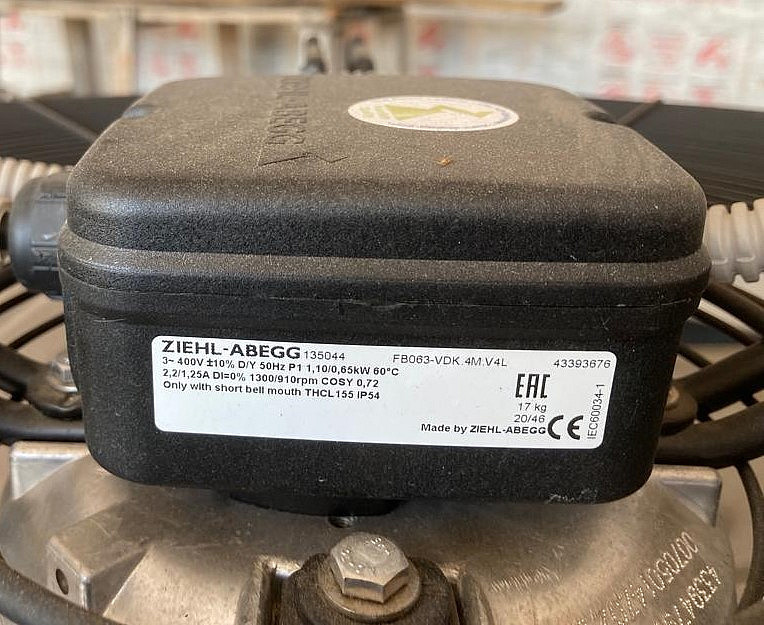 ZIEHL-ABEGG
ZIEHL-ABEGG 135044 FB063-VDK.4M.V4L 43393676
3~ 400V ±10% D/Y 50Hz P1 1,10/0,65kW 60°C
2,2/1,25A DI=0% 1300/910rpm COSY 0,72
Only with short bell mouth THCL155 IP54
EAC
17 kg
20/46
Made by ZIEHL-ABEGG CE
IEC60034-1